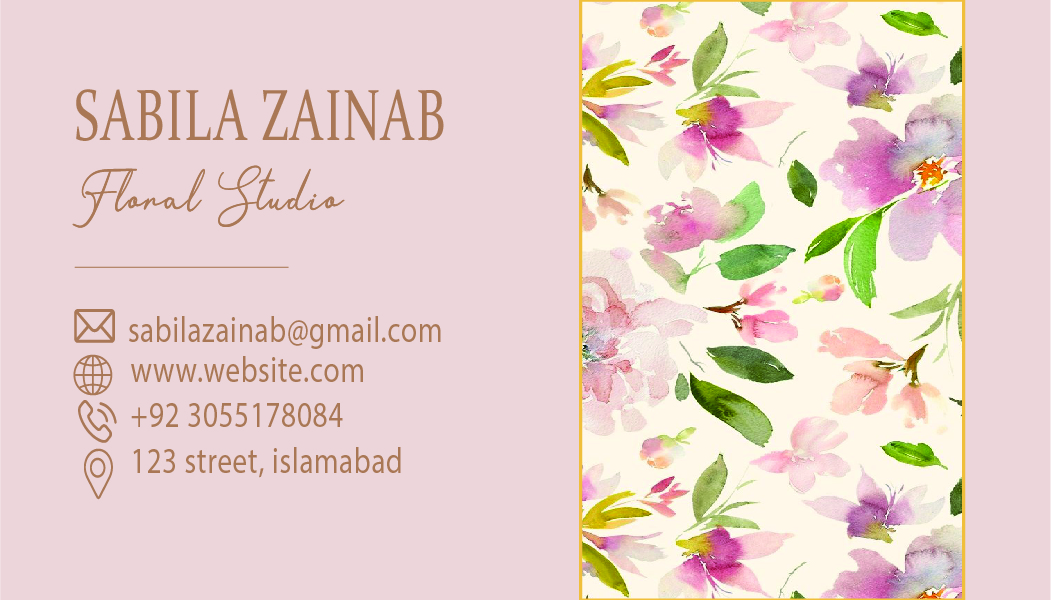 SABILA ZAINAB
Floral Studio
sabilazainab@gmail.com
www.website.com
+92 3055178084
123 street, islamabad